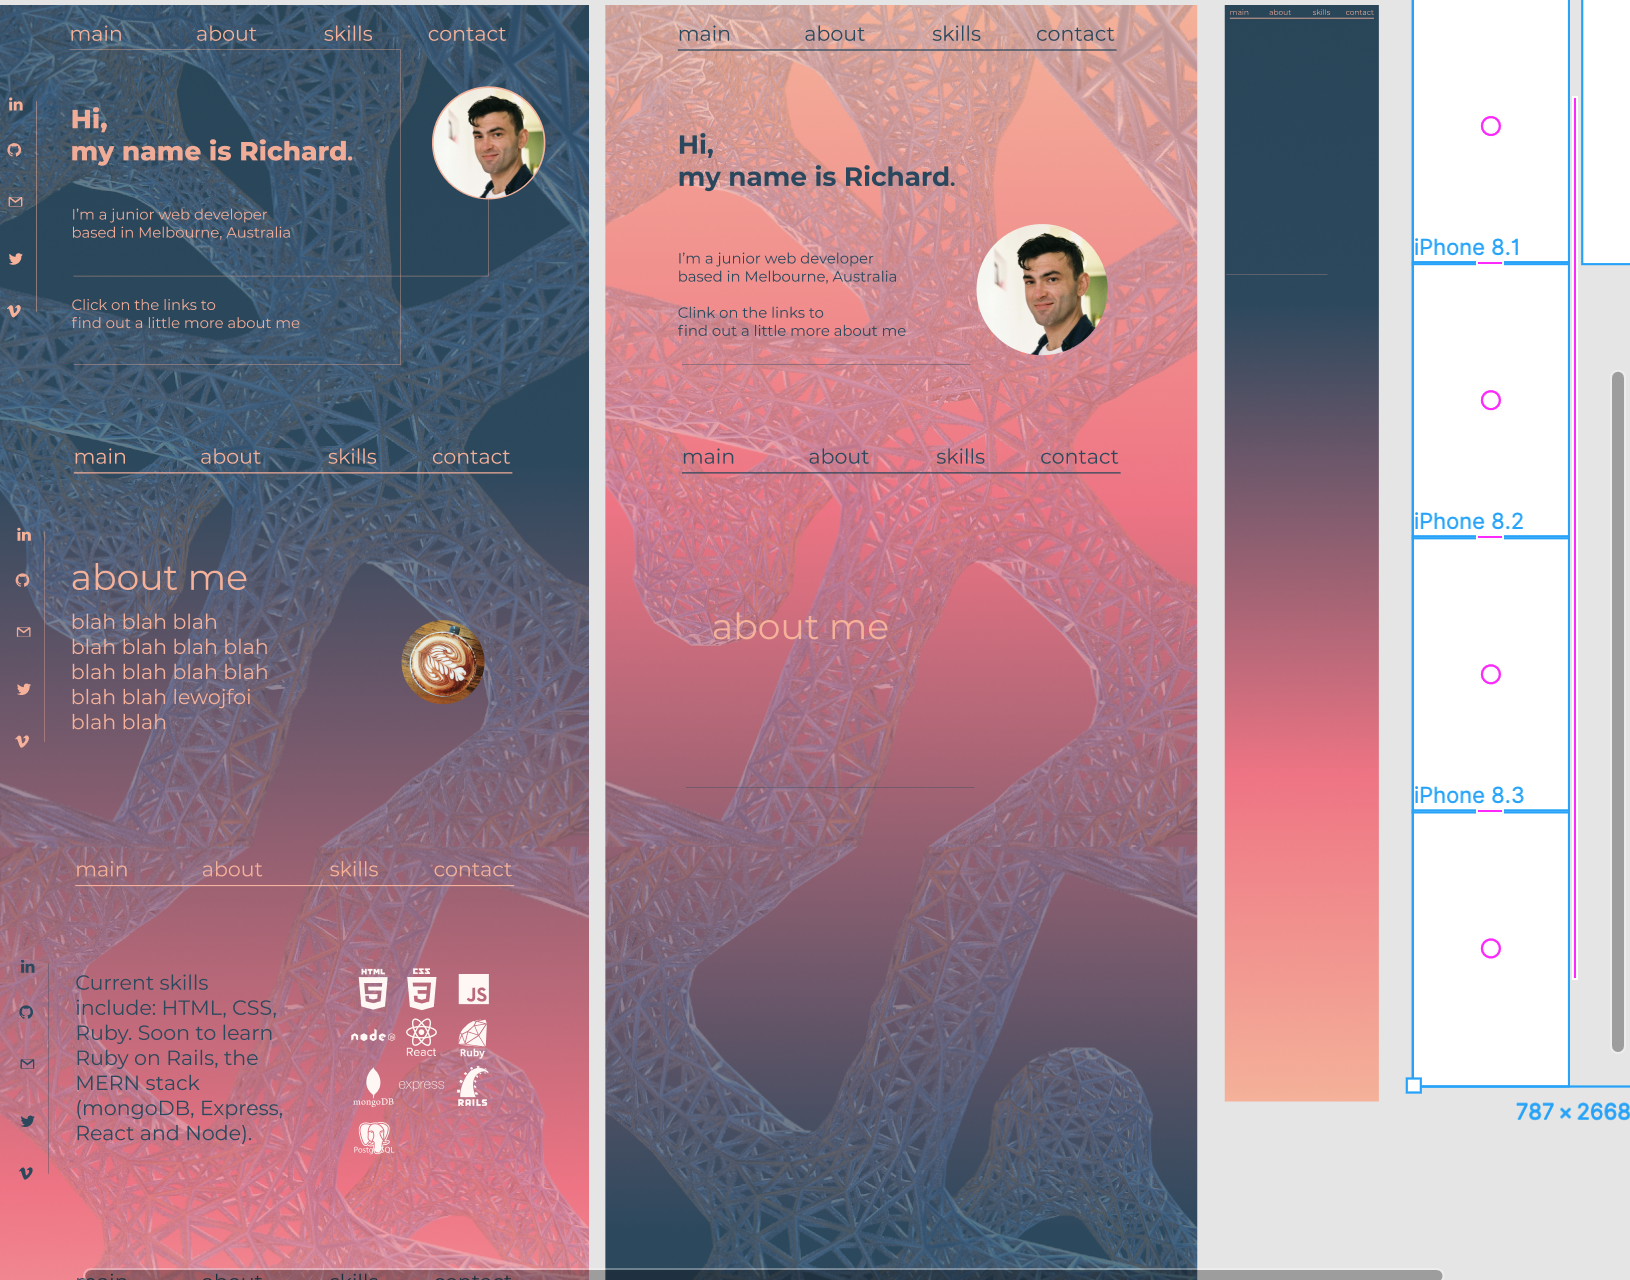 main about skills contact
Hi,
my name is Richard.
I'm a junior web developer
based in Melbourne, Australia
Click on the links to
find out a little more about me
main about skills contact
about me
blah blah blah
blah blah blah blah
blah blah blah blah
blah blah lewojfoi
blah blah
main about skills contact
Current skills
include: HTML, CSS,
Ruby. Soon to learn
Ruby on Rails, the
MERN stack
(mongoDB, Express,
React and Node).
HTML CSS
5 3 JS
node React Ruby
mongoDB express RAILS
PostgreSQL
main about skills contact
main about skills contact
Hi,
my name is Richard.
I'm a junior web developer
based in Melbourne, Australia
Clink on the links to
find out a little more about me
main about skills contact
about me
main about skills contact
iPhone 8.1
iPhone 8.2
iPhone 8.3
787 × 2668